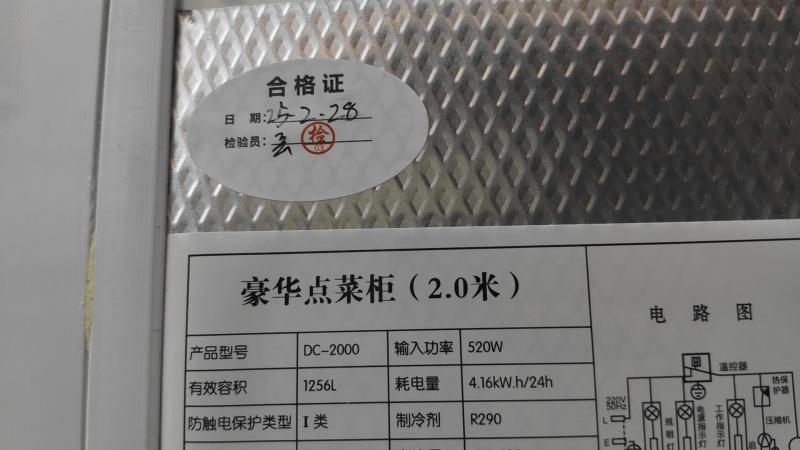 合格证
日 期:25-2-28
检验员:
检
03
豪华点菜柜(2.0米)
产品型号 DC-2000 输入功率 520W
有效容积 1256L 耗电量 4.16kW.h/24h
防触电保护类型 I 类 制冷剂 R290
电 路 图
温控器
热保护器
220V
50Hz
L
E
照明灯
电源指示灯
工作指示灯
启
压缩机